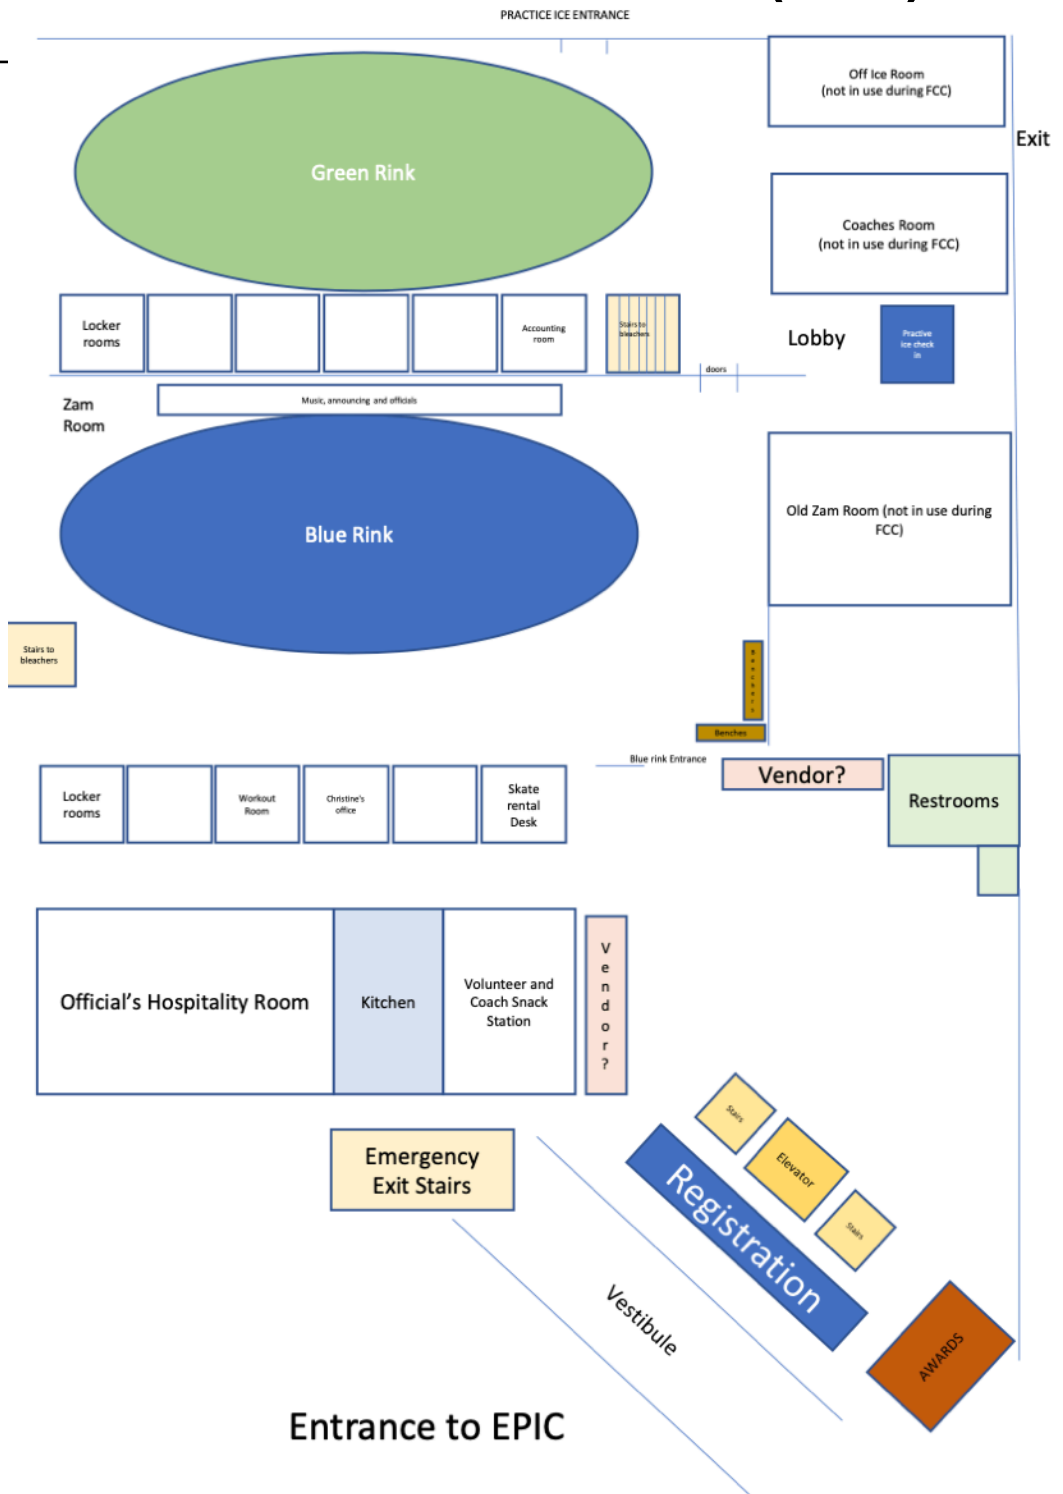 PRACTICE ICE ENTRANCE
Off Ice Room
(not in use during FCC)
Exit
Green Rink
Coaches Room
(not in use during FCC)
Locker
rooms
Accounting
room
Stairs to
bleachers
Lobby
Practive
ice check
in
doors
Zam
Room
Music, announcing and officials
Old Zam Room (not in use during
FCC)
Blue Rink
Stairs to
bleachers
Benches
Blue rink Entrance
Vendor?
Restrooms
Locker
rooms
Workout
Room
Christine's
office
Skate
rental
Desk
Official's Hospitality Room
Kitchen
Volunteer and
Coach Snack
Station
V
e
n
d
o
r
?
Stairs
Elevator
Stairs
Emergency
Exit Stairs
Registration
Vestibule
AWARDS
Entrance to EPIC